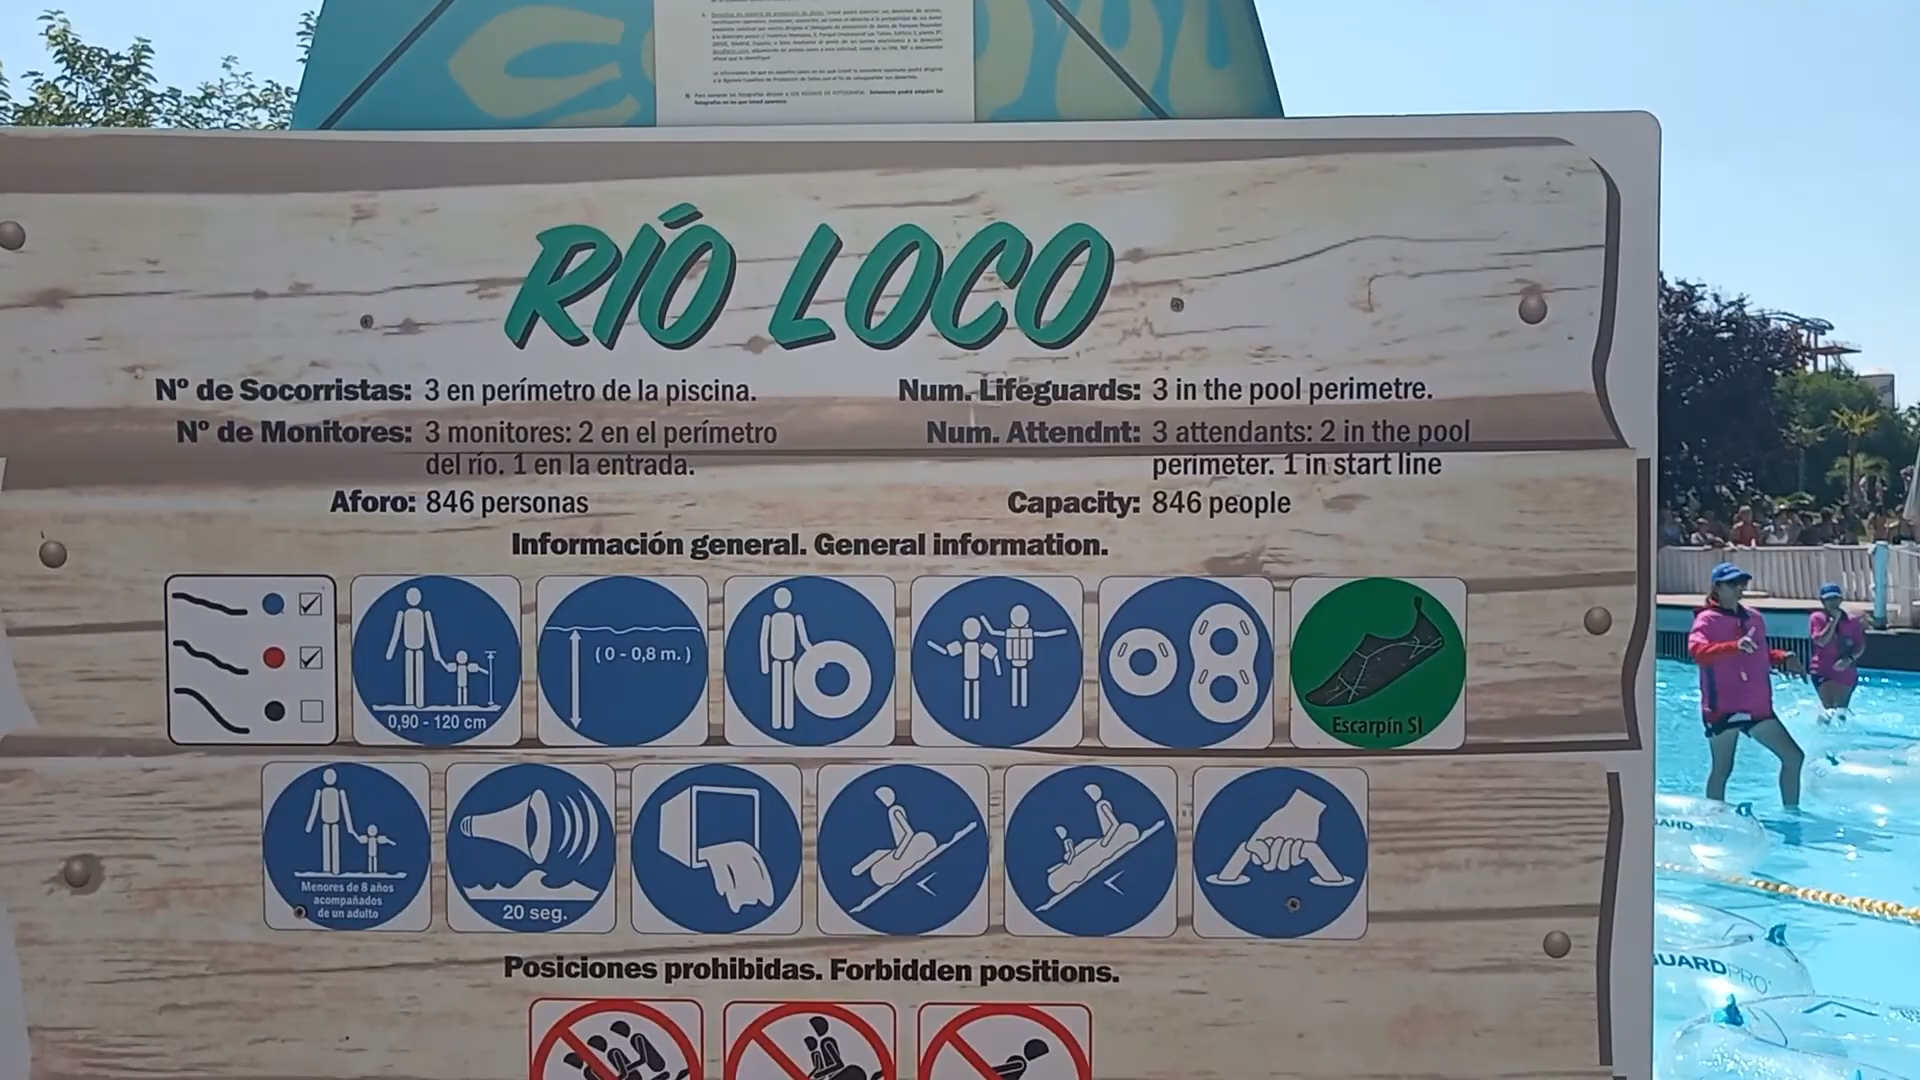 RÍO LOCO
Nº de Socorristas: 3 en perímetro de la piscina.
Nº de Monitores: 3 monitores: 2 en el perímetro
del río. 1 en la entrada.
Aforo: 846 personas
Num. Lifeguards: 3 in the pool perimetre.
Num. Attendnt: 3 attendants: 2 in the pool
perimeter. 1 in start line
Capacity: 846 people
Información general. General information.
0,90 - 120 cm
( 0 - 0,8 m. )
Escarpín SI
Menores de 8 años
acompañados
de un adulto
20 seg.
Posiciones prohibidas. Forbidden positions.
GUARDPRO